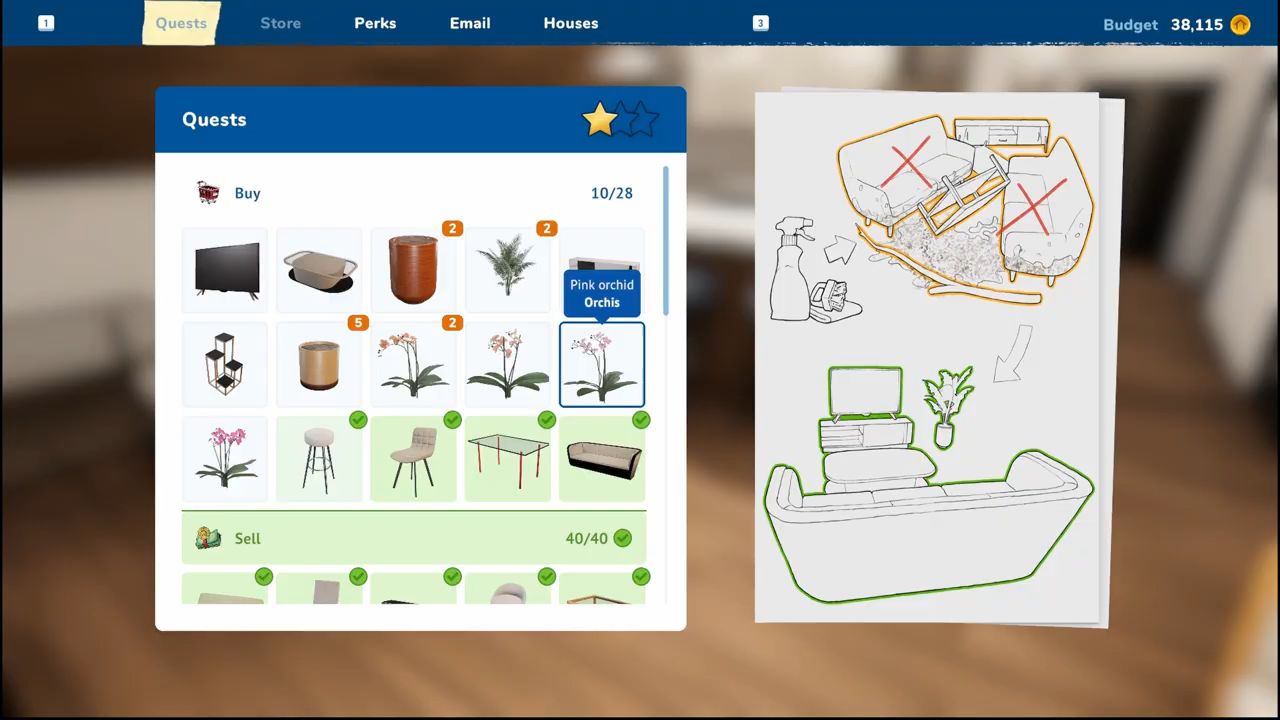 1
Quests
Store
Perks
Email
Houses
3
Budget 38,115
Quests
Buy
10/28
2
2
Pink orchid
Orchis
5
2
Sell
40/40